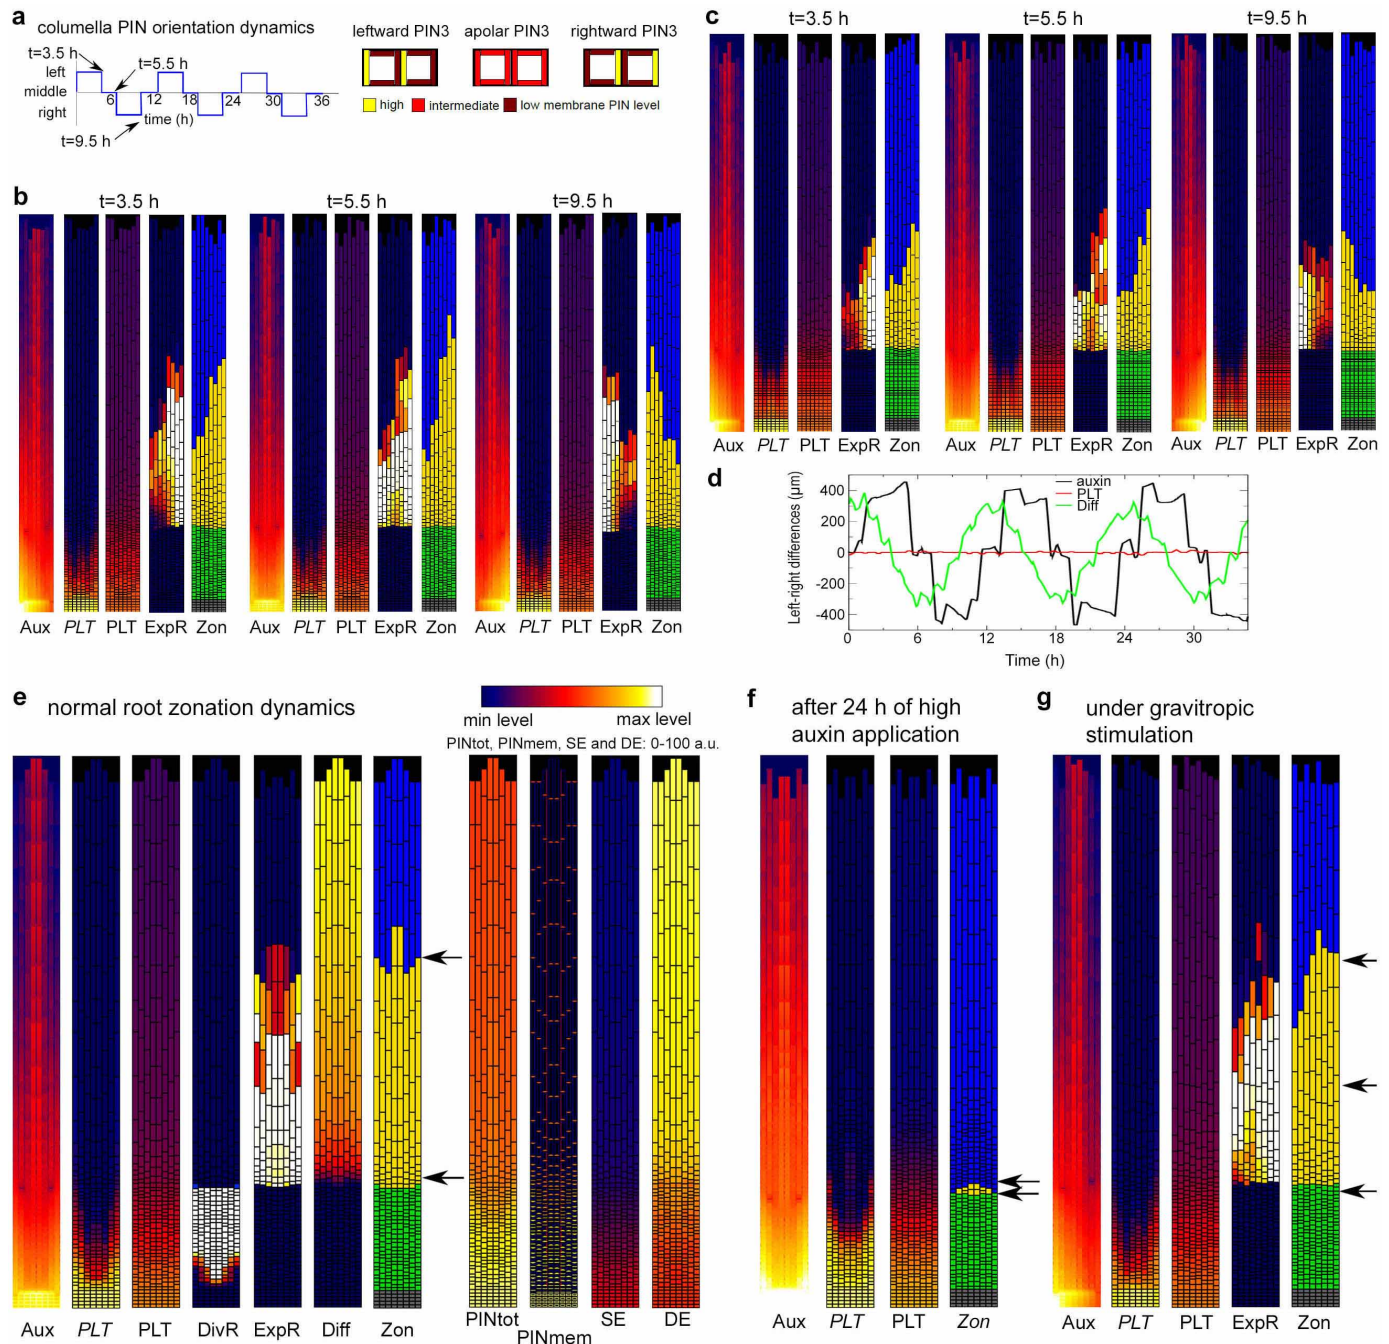 a
columella PIN orientation dynamics
t=3.5 h
left
t=5.5 h
middle
6 12 18 24 30 36
right
time (h)
t=9.5 h
leftward PIN3 apolar PIN3 rightward PIN3
high intermediate low membrane PIN level
b
t=3.5 h t=5.5 h t=9.5 h
Aux PLT PLT ExpR Zon Aux PLT PLT ExpR Zon Aux PLT PLT ExpR Zon
c
t=3.5 h t=5.5 h t=9.5 h
Aux PLT PLT ExpR Zon Aux PLT PLT ExpR Zon Aux PLT PLT ExpR Zon
d
Left-right differences (µm)
400
200
0
-200
-400
auxin
PLT
Diff
0 6 12 18 24 30
Time (h)
e
normal root zonation dynamics
min level max level
PINtot, PINmem, SE and DE: 0-100 a.u.
Aux PLT PLT DivR ExpR Diff Zon PINtot PINmem SE DE
f
after 24 h of high
auxin application
Aux PLT PLT Zon
g
under gravitropic
stimulation
Aux PLT PLT ExpR Zon